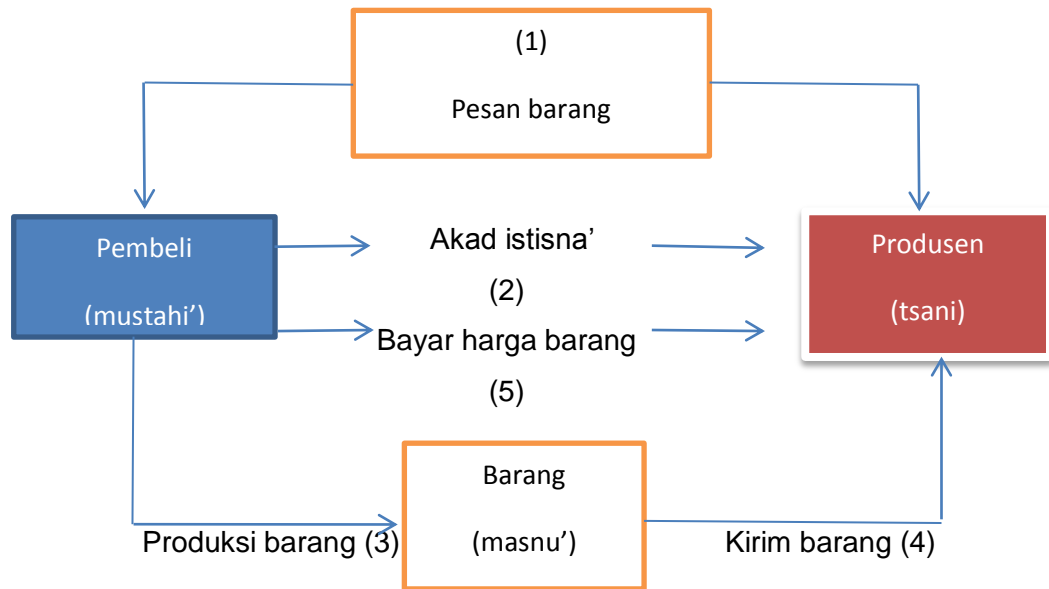 (1)
Pesan barang
Pembeli
(mustahi’)
Akad istisna’
(2)
Bayar harga barang
(5)
Produsen
(tsani)
Barang
(masnu’)
Produksi barang (3)
Kirim barang (4)